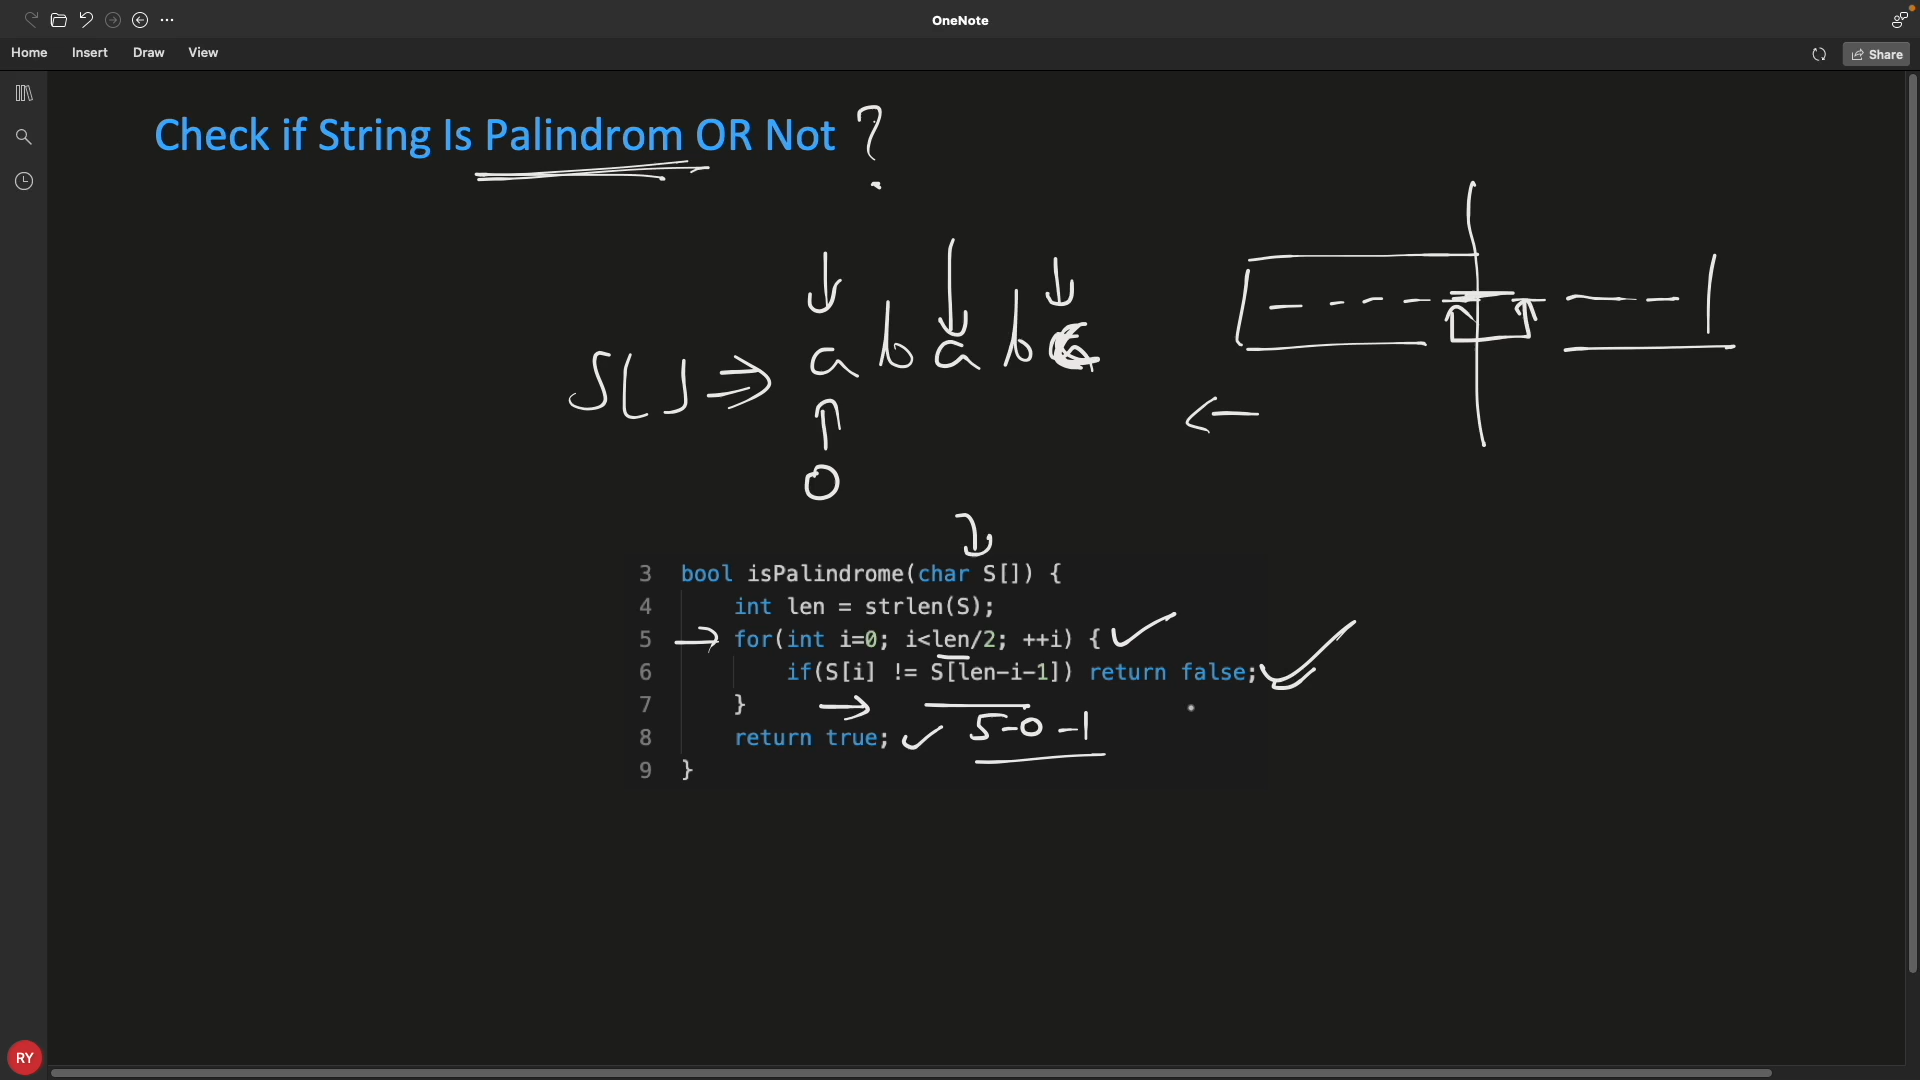 OneNote
Home Insert Draw View
Share
Check if String Is Palindrom OR Not ?
S[] ⇒ a b a b
0
3 bool isPalindrome(char S[]) {
4 int len = strlen(S);
5 for(int i=0; i<len/2; ++i) {
6 if(S[i] != S[len-i-1]) return false;
7 }
5-0-1
8 return true;
9 }
RY